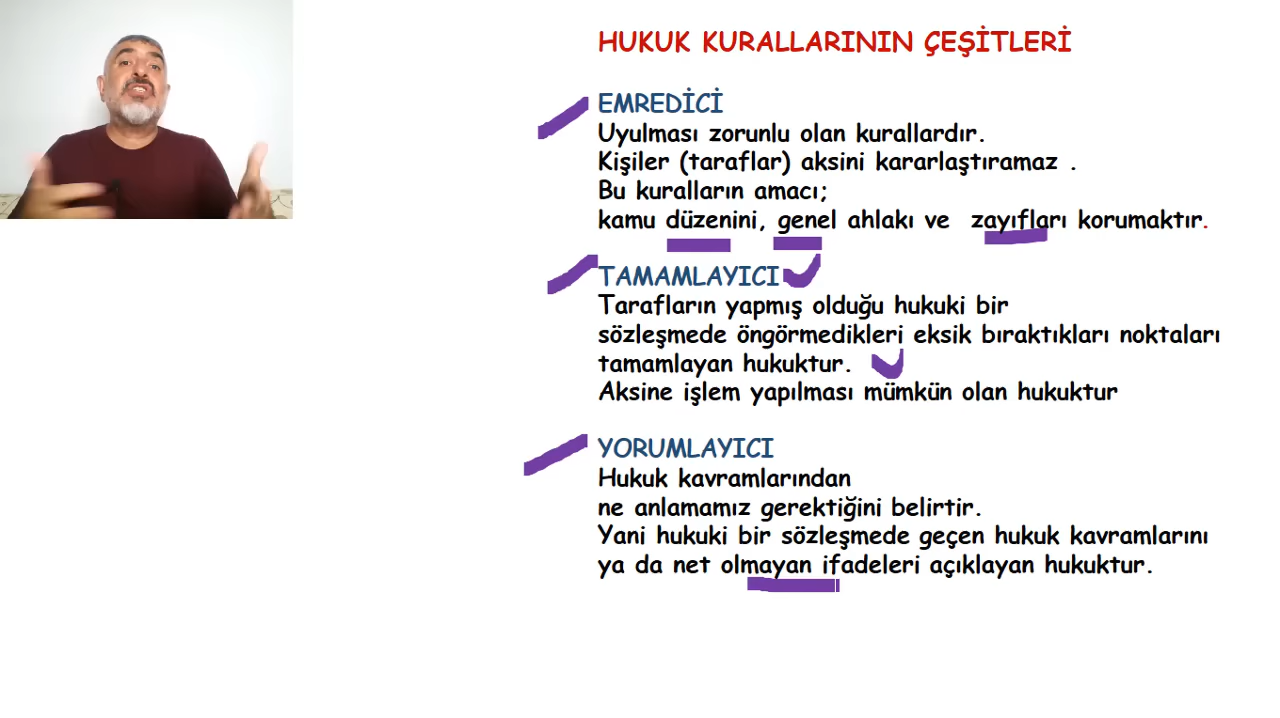 HUKUK KURALLARININ ÇEŞİTLERİ
EMREDİCİ
Uyulması zorunlu olan kurallardır.
Kişiler (taraflar) aksini kararlaştıramaz .
Bu kuralların amacı;
kamu düzenini, genel ahlakı ve zayıfları korumaktır.
TAMAMLAYICI
Tarafların yapmış olduğu hukuki bir
sözleşmede öngörmedikleri eksik bıraktıkları noktaları
tamamlayan hukuktur.
Aksine işlem yapılması mümkün olan hukuktur
YORUMLAYICI
Hukuk kavramlarından
ne anlamamız gerektiğini belirtir.
Yani hukuki bir sözleşmede geçen hukuk kavramlarını
ya da net olmayan ifadeleri açıklayan hukuktur.